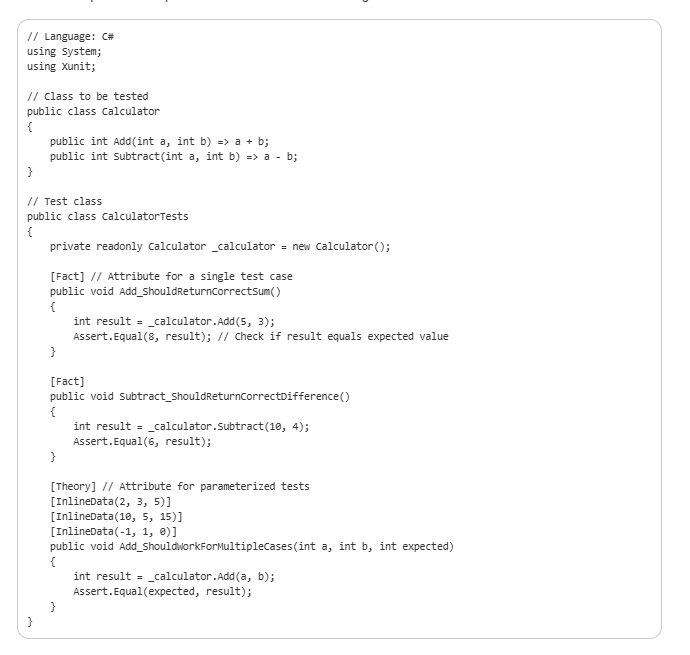 // Language: C#
using System;
using Xunit;

// Class to be tested
public class Calculator
{
    public int Add(int a, int b) => a + b;
    public int Subtract(int a, int b) => a - b;
}

// Test class
public class CalculatorTests
{
    private readonly Calculator _calculator = new Calculator();

    [Fact] // Attribute for a single test case
    public void Add_ShouldReturnCorrectSum()
    {
        int result = _calculator.Add(5, 3);
        Assert.Equal(8, result); // Check if result equals expected value
    }

    [Fact]
    public void Subtract_ShouldReturnCorrectDifference()
    {
        int result = _calculator.Subtract(10, 4);
        Assert.Equal(6, result);
    }

    [Theory] // Attribute for parameterized tests
    [InlineData(2, 3, 5)]
    [InlineData(10, 5, 15)]
    [InlineData(-1, 1, 0)]
    public void Add_ShouldWorkForMultipleCases(int a, int b, int expected)
    {
        int result = _calculator.Add(a, b);
        Assert.Equal(expected, result);
    }
}